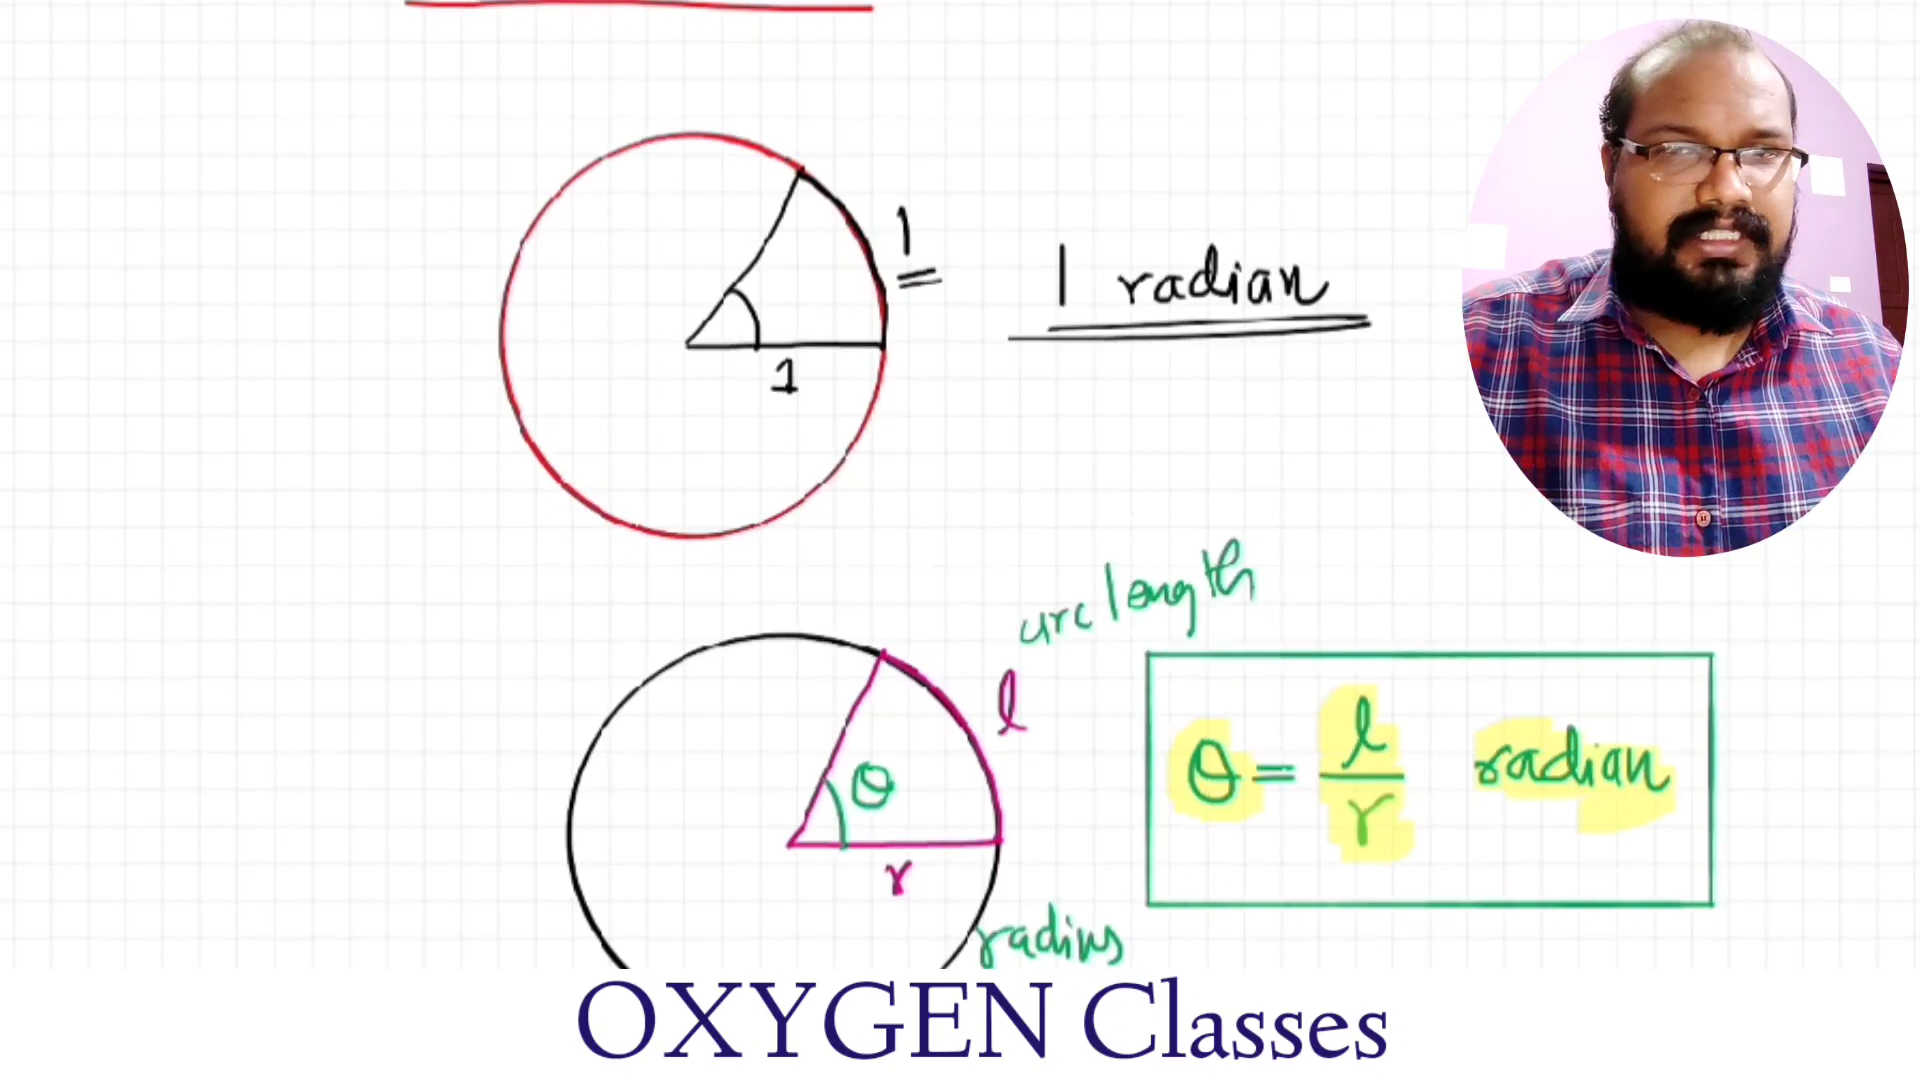 1
1 radian
1
arc length
l
θ = l/r radian
θ
r
radius
OXYGEN Classes